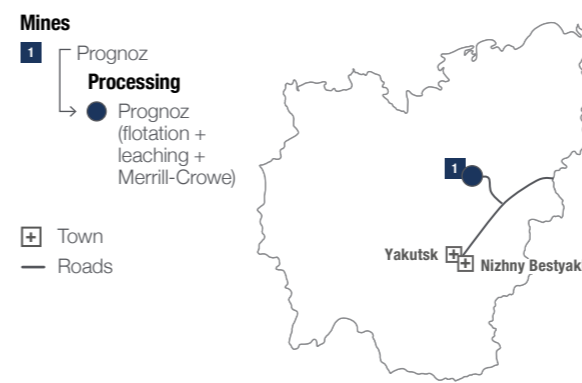 Mines
1 Prognoz
Processing
Prognoz
(flotation +
leaching +
Merrill-Crowe)
Town
Roads
1
Yakutsk
Nizhny Bestyak